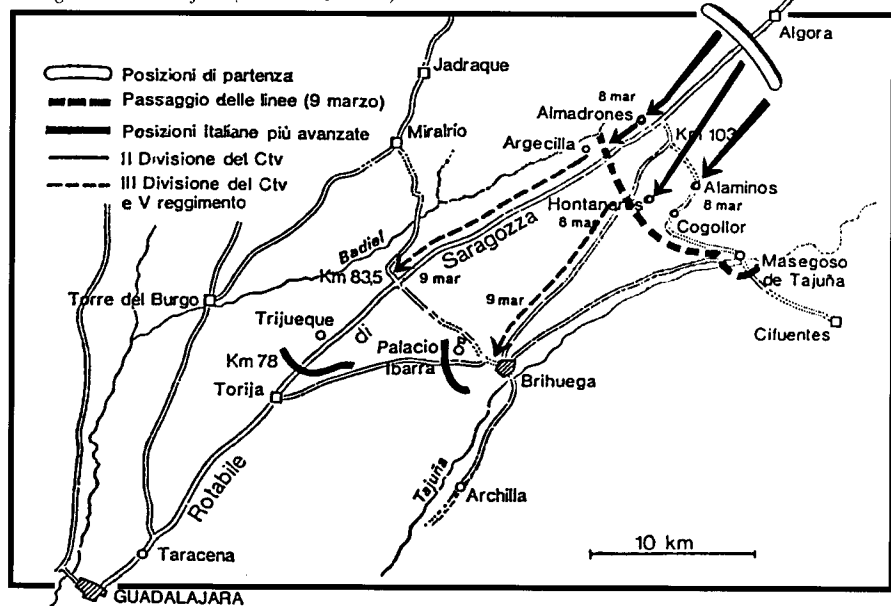 Algora
Jadraque
Posizioni di partenza
Passaggio delle linee (9 marzo)
Posizioni Italiane più avanzate
II Divisione del Ctv
III Divisione del Ctv
e V reggimento
8 mar
Almadrones
Km 103
Miralrio
Argecilla
Hontanares
8 mar
Alaminos
8 mar
Cogollor
Badiel
Saragozza
Km 83,5
9 mar
Masegoso
de Tajuña
Torre del Burgo
9 mar
Cifuentes
Trijueque
di
Palacio
Ibarra
Km 78
Brihuega
Torija
Rotabile
Tajuña
Archilla
10 km
Taracena
GUADALAJARA